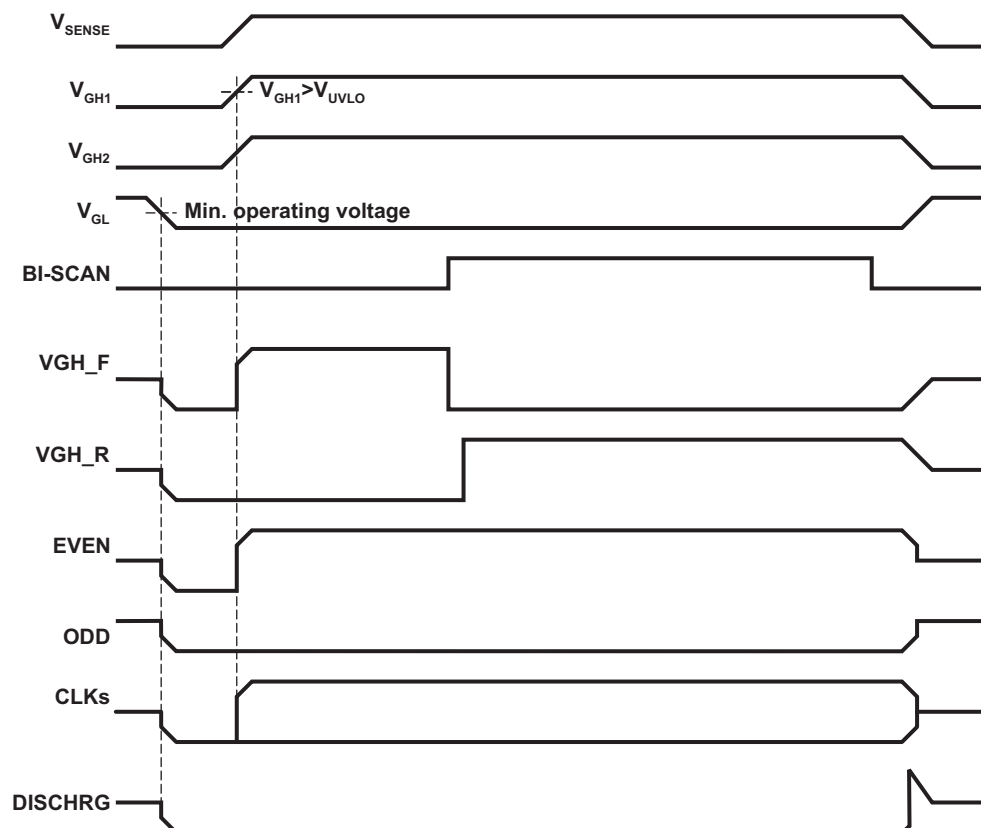 VSENSE
VGH1
VGH1>VUVLO
VGH2
VGL
Min. operating voltage
BI-SCAN
VGH_F
VGH_R
EVEN
ODD
CLKs
DISCHRG